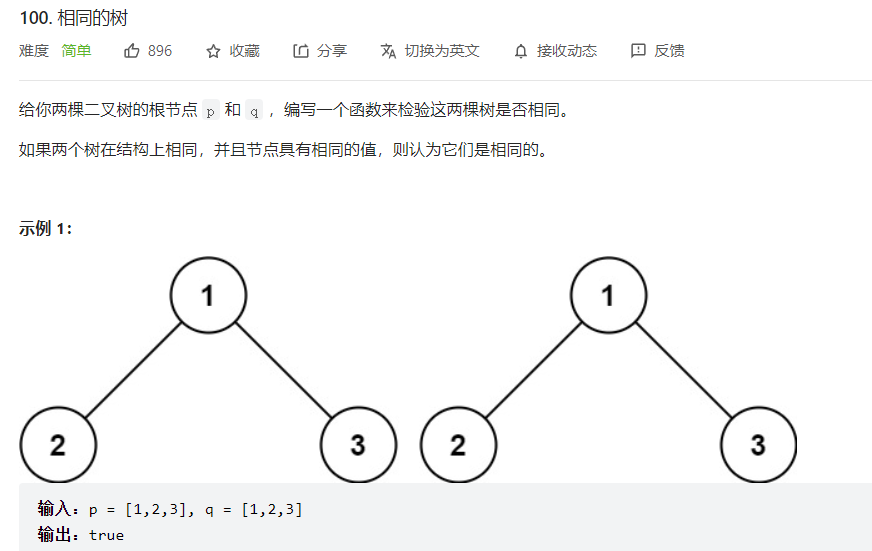 100. 相同的树
难度 简单 896 收藏 分享 切换为英文 接收动态 反馈
给你两棵二叉树的根节点 p 和 q ，编写一个函数来检验这两棵树是否相同。
如果两个树在结构上相同，并且节点具有相同的值，则认为它们是相同的。
示例 1：
1 1
2 3 2 3
输入：p = [1,2,3], q = [1,2,3]
输出：true